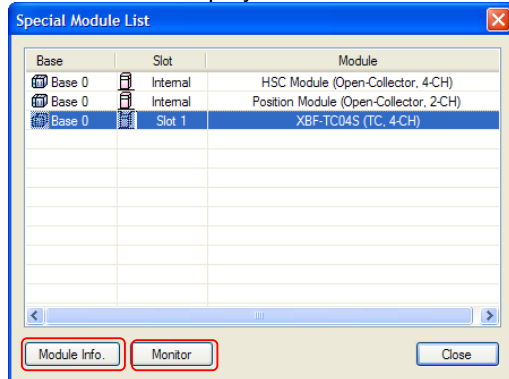 Special Module List
Base Slot Module
Base 0 Internal HSC Module (Open-Collector, 4-CH)
Base 0 Internal Position Module (Open-Collector, 2-CH)
Base 0 Slot 1 XBF-TC04S (TC, 4-CH)
Module Info. Monitor Close